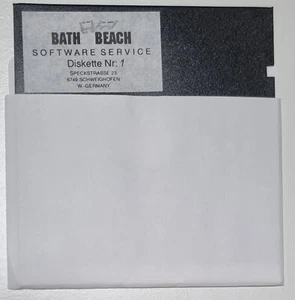 BATH BEACH
SOFTWARE SERVICE
Diskette Nr: 1
SPECKSTRASSE 23
6749 SCHWEIGHOFEN
W. GERMANY